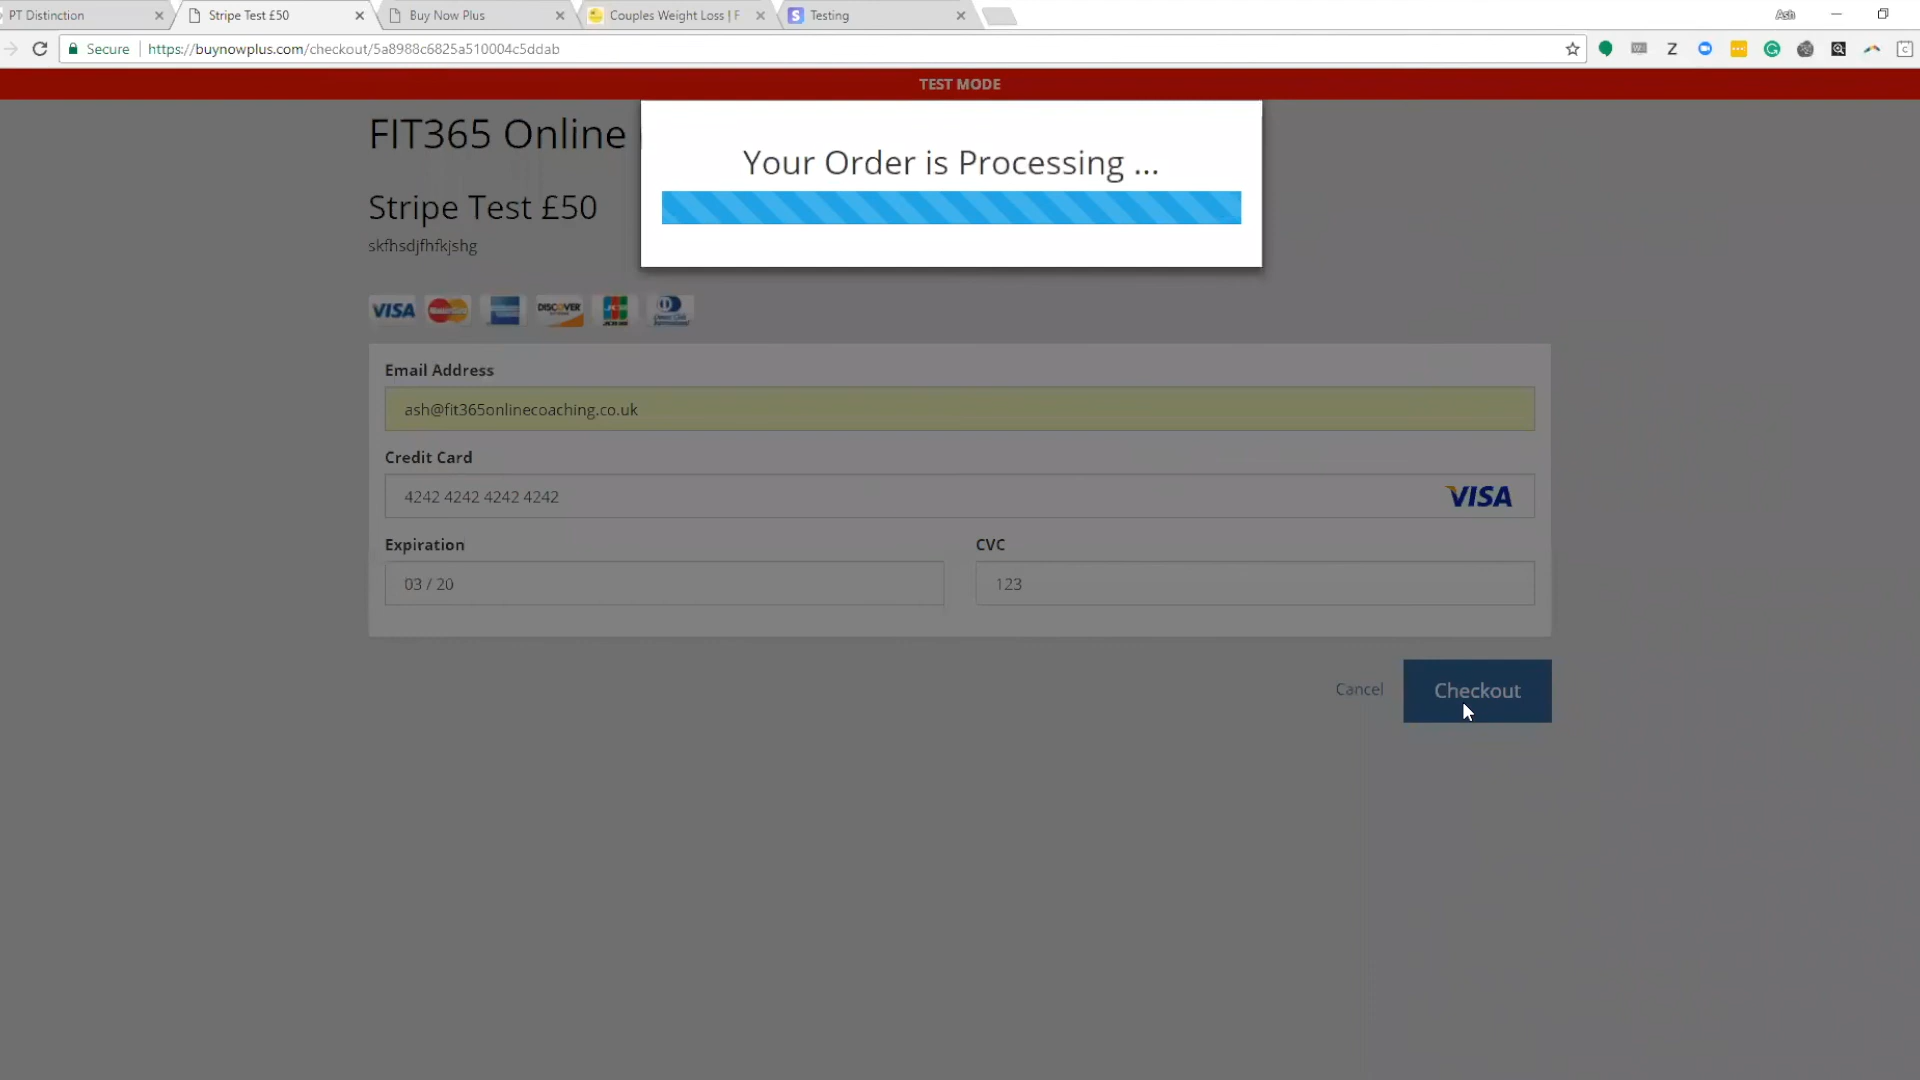 PT Distinction
Stripe Test £50
Buy Now Plus
Couples Weight Loss | F
Testing
Ash
Secure
https://buynowplus.com/checkout/5a8988c6825a510004c5ddab
TEST MODE
FIT365 Online
Your Order is Processing ...
Stripe Test £50
skfhsdjfhfkjshg
VISA
MasterCard
DISCOVER
JCB
Diners Club
Email Address
ash@fit365onlinecoaching.co.uk
Credit Card
4242 4242 4242 4242
VISA
Expiration
CVC
03 / 20
123
Cancel
Checkout